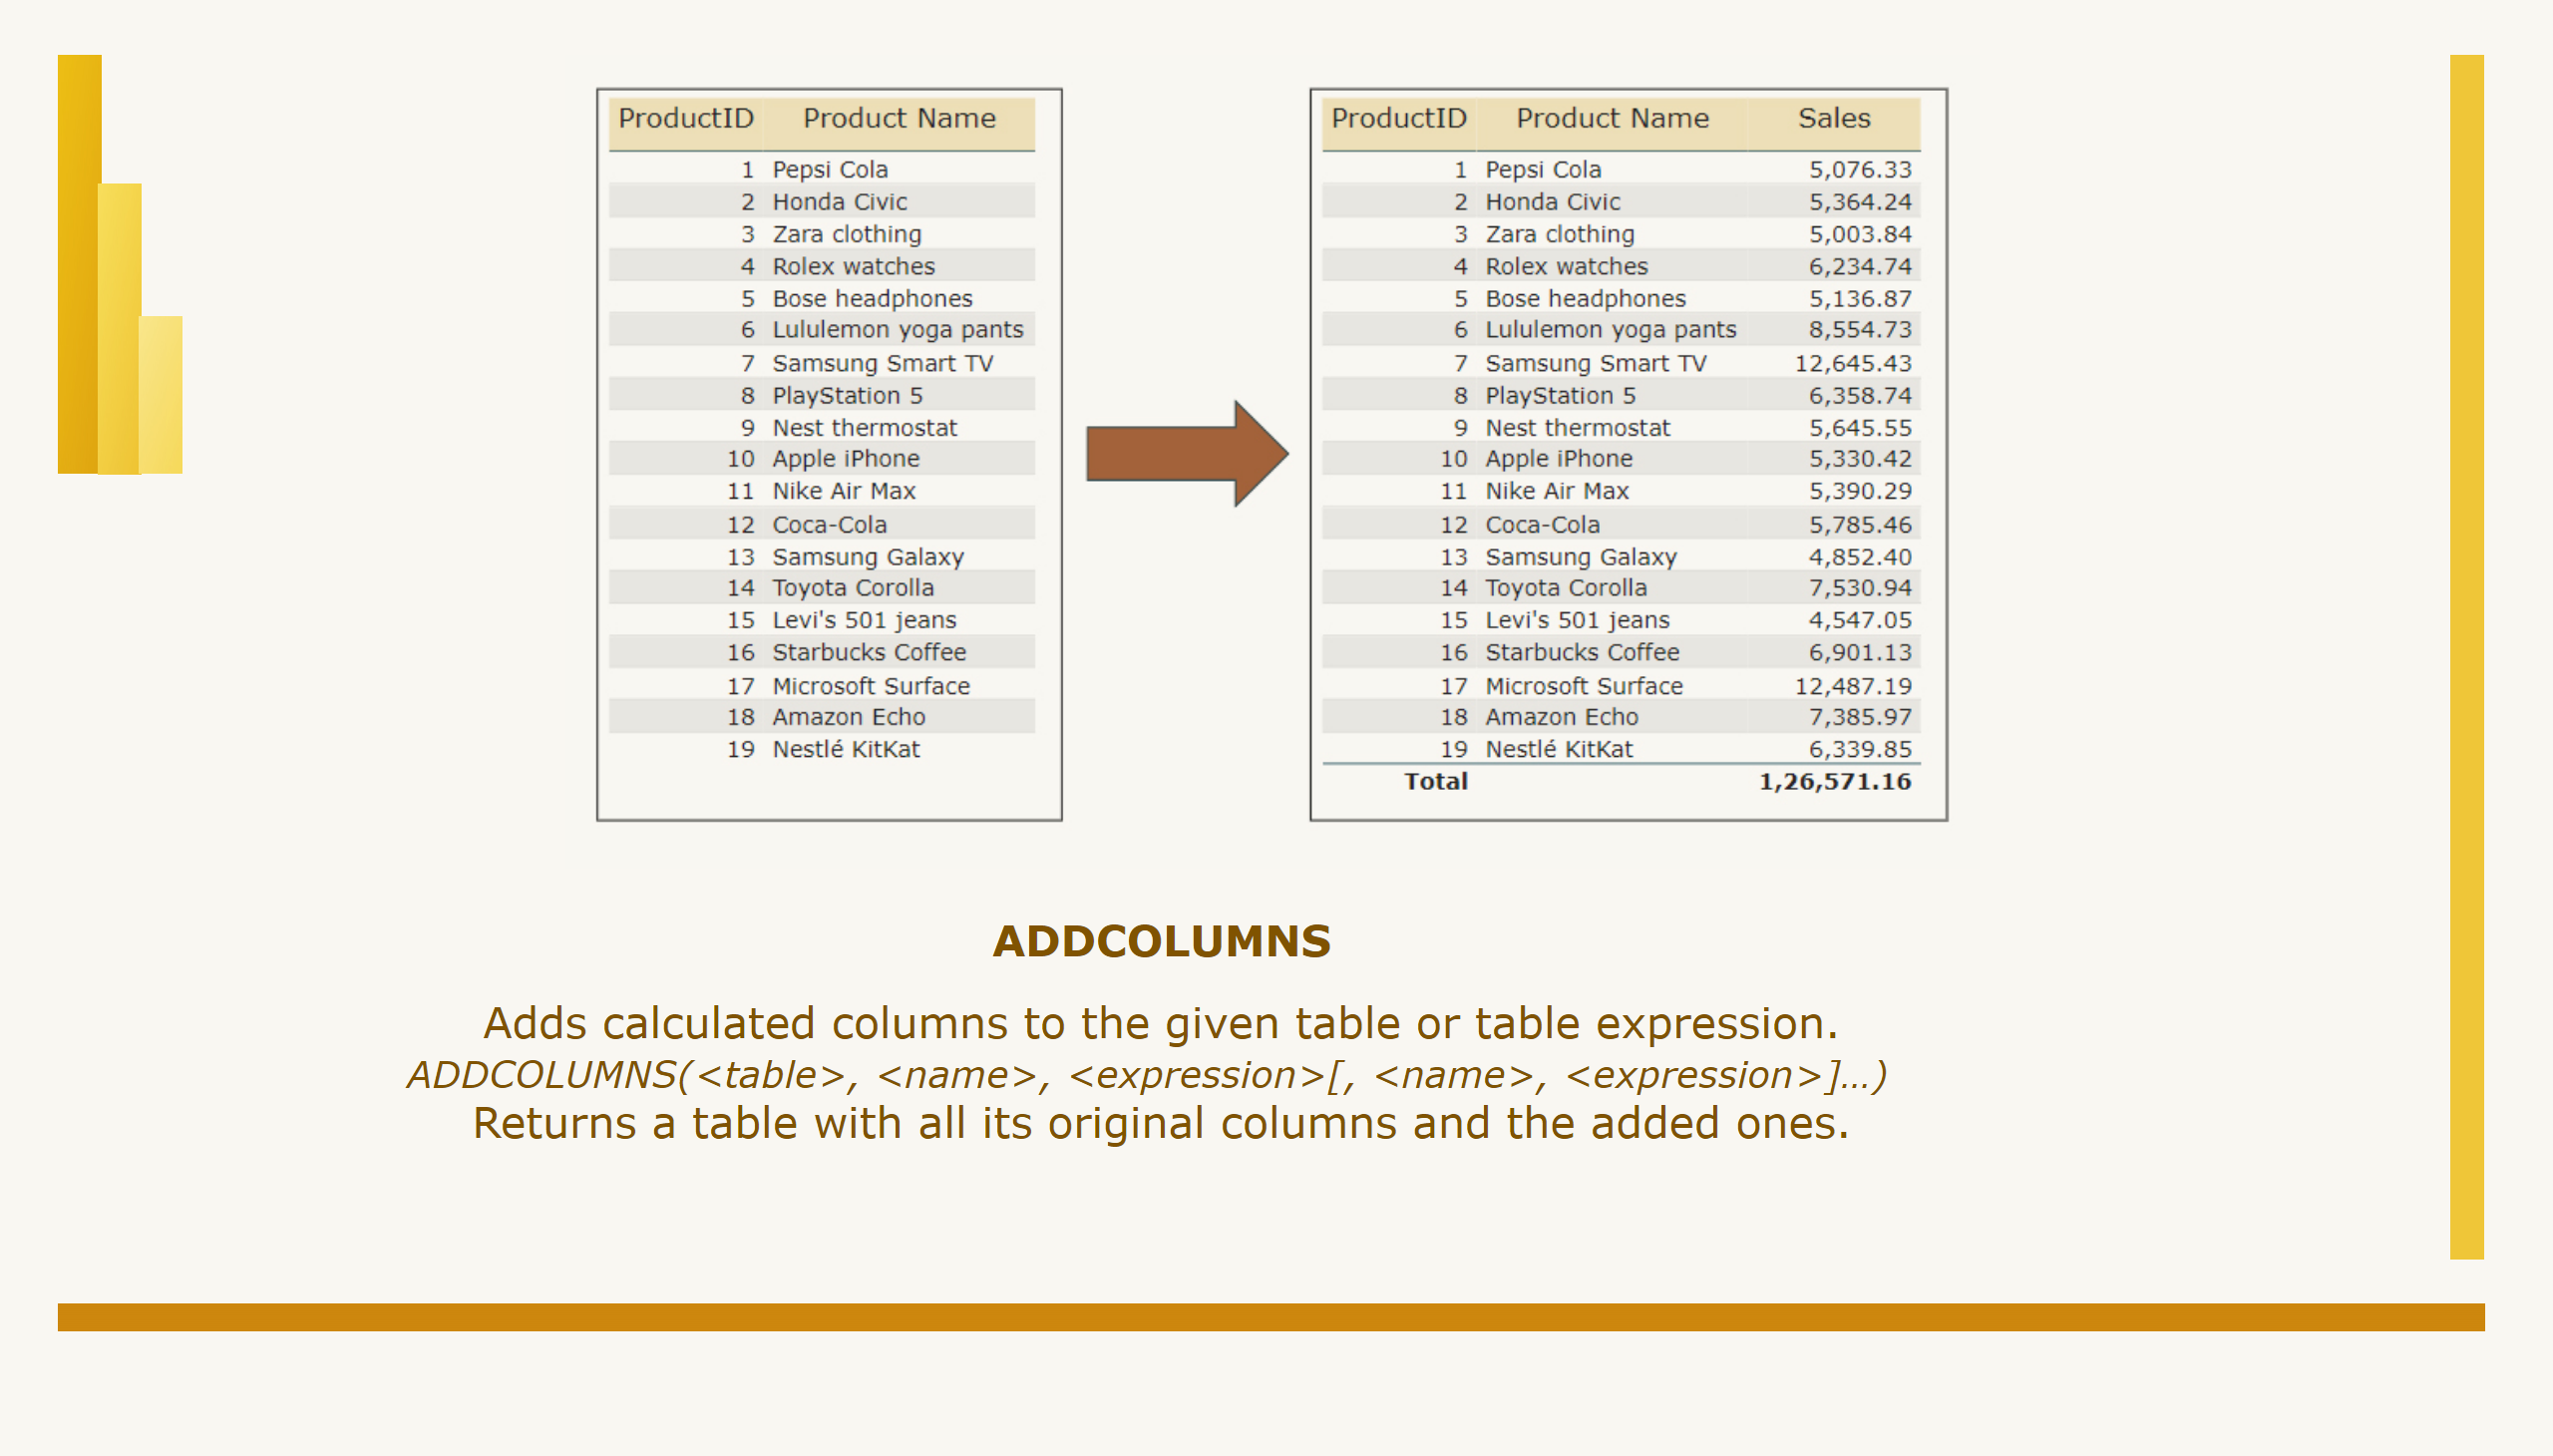 ProductID Product Name
1 Pepsi Cola
2 Honda Civic
3 Zara clothing
4 Rolex watches
5 Bose headphones
6 Lululemon yoga pants
7 Samsung Smart TV
8 PlayStation 5
9 Nest thermostat
10 Apple iPhone
11 Nike Air Max
12 Coca-Cola
13 Samsung Galaxy
14 Toyota Corolla
15 Levi's 501 jeans
16 Starbucks Coffee
17 Microsoft Surface
18 Amazon Echo
19 Nestlé KitKat
ProductID Product Name Sales
1 Pepsi Cola 5,076.33
2 Honda Civic 5,364.24
3 Zara clothing 5,003.84
4 Rolex watches 6,234.74
5 Bose headphones 5,136.87
6 Lululemon yoga pants 8,554.73
7 Samsung Smart TV 12,645.43
8 PlayStation 5 6,358.74
9 Nest thermostat 5,645.55
10 Apple iPhone 5,330.42
11 Nike Air Max 5,390.29
12 Coca-Cola 5,785.46
13 Samsung Galaxy 4,852.40
14 Toyota Corolla 7,530.94
15 Levi's 501 jeans 4,547.05
16 Starbucks Coffee 6,901.13
17 Microsoft Surface 12,487.19
18 Amazon Echo 7,385.97
19 Nestlé KitKat 6,339.85
Total 1,26,571.16
ADDCOLUMNS
Adds calculated columns to the given table or table expression.
ADDCOLUMNS(<table>, <name>, <expression>[, <name>, <expression>]…)
Returns a table with all its original columns and the added ones.